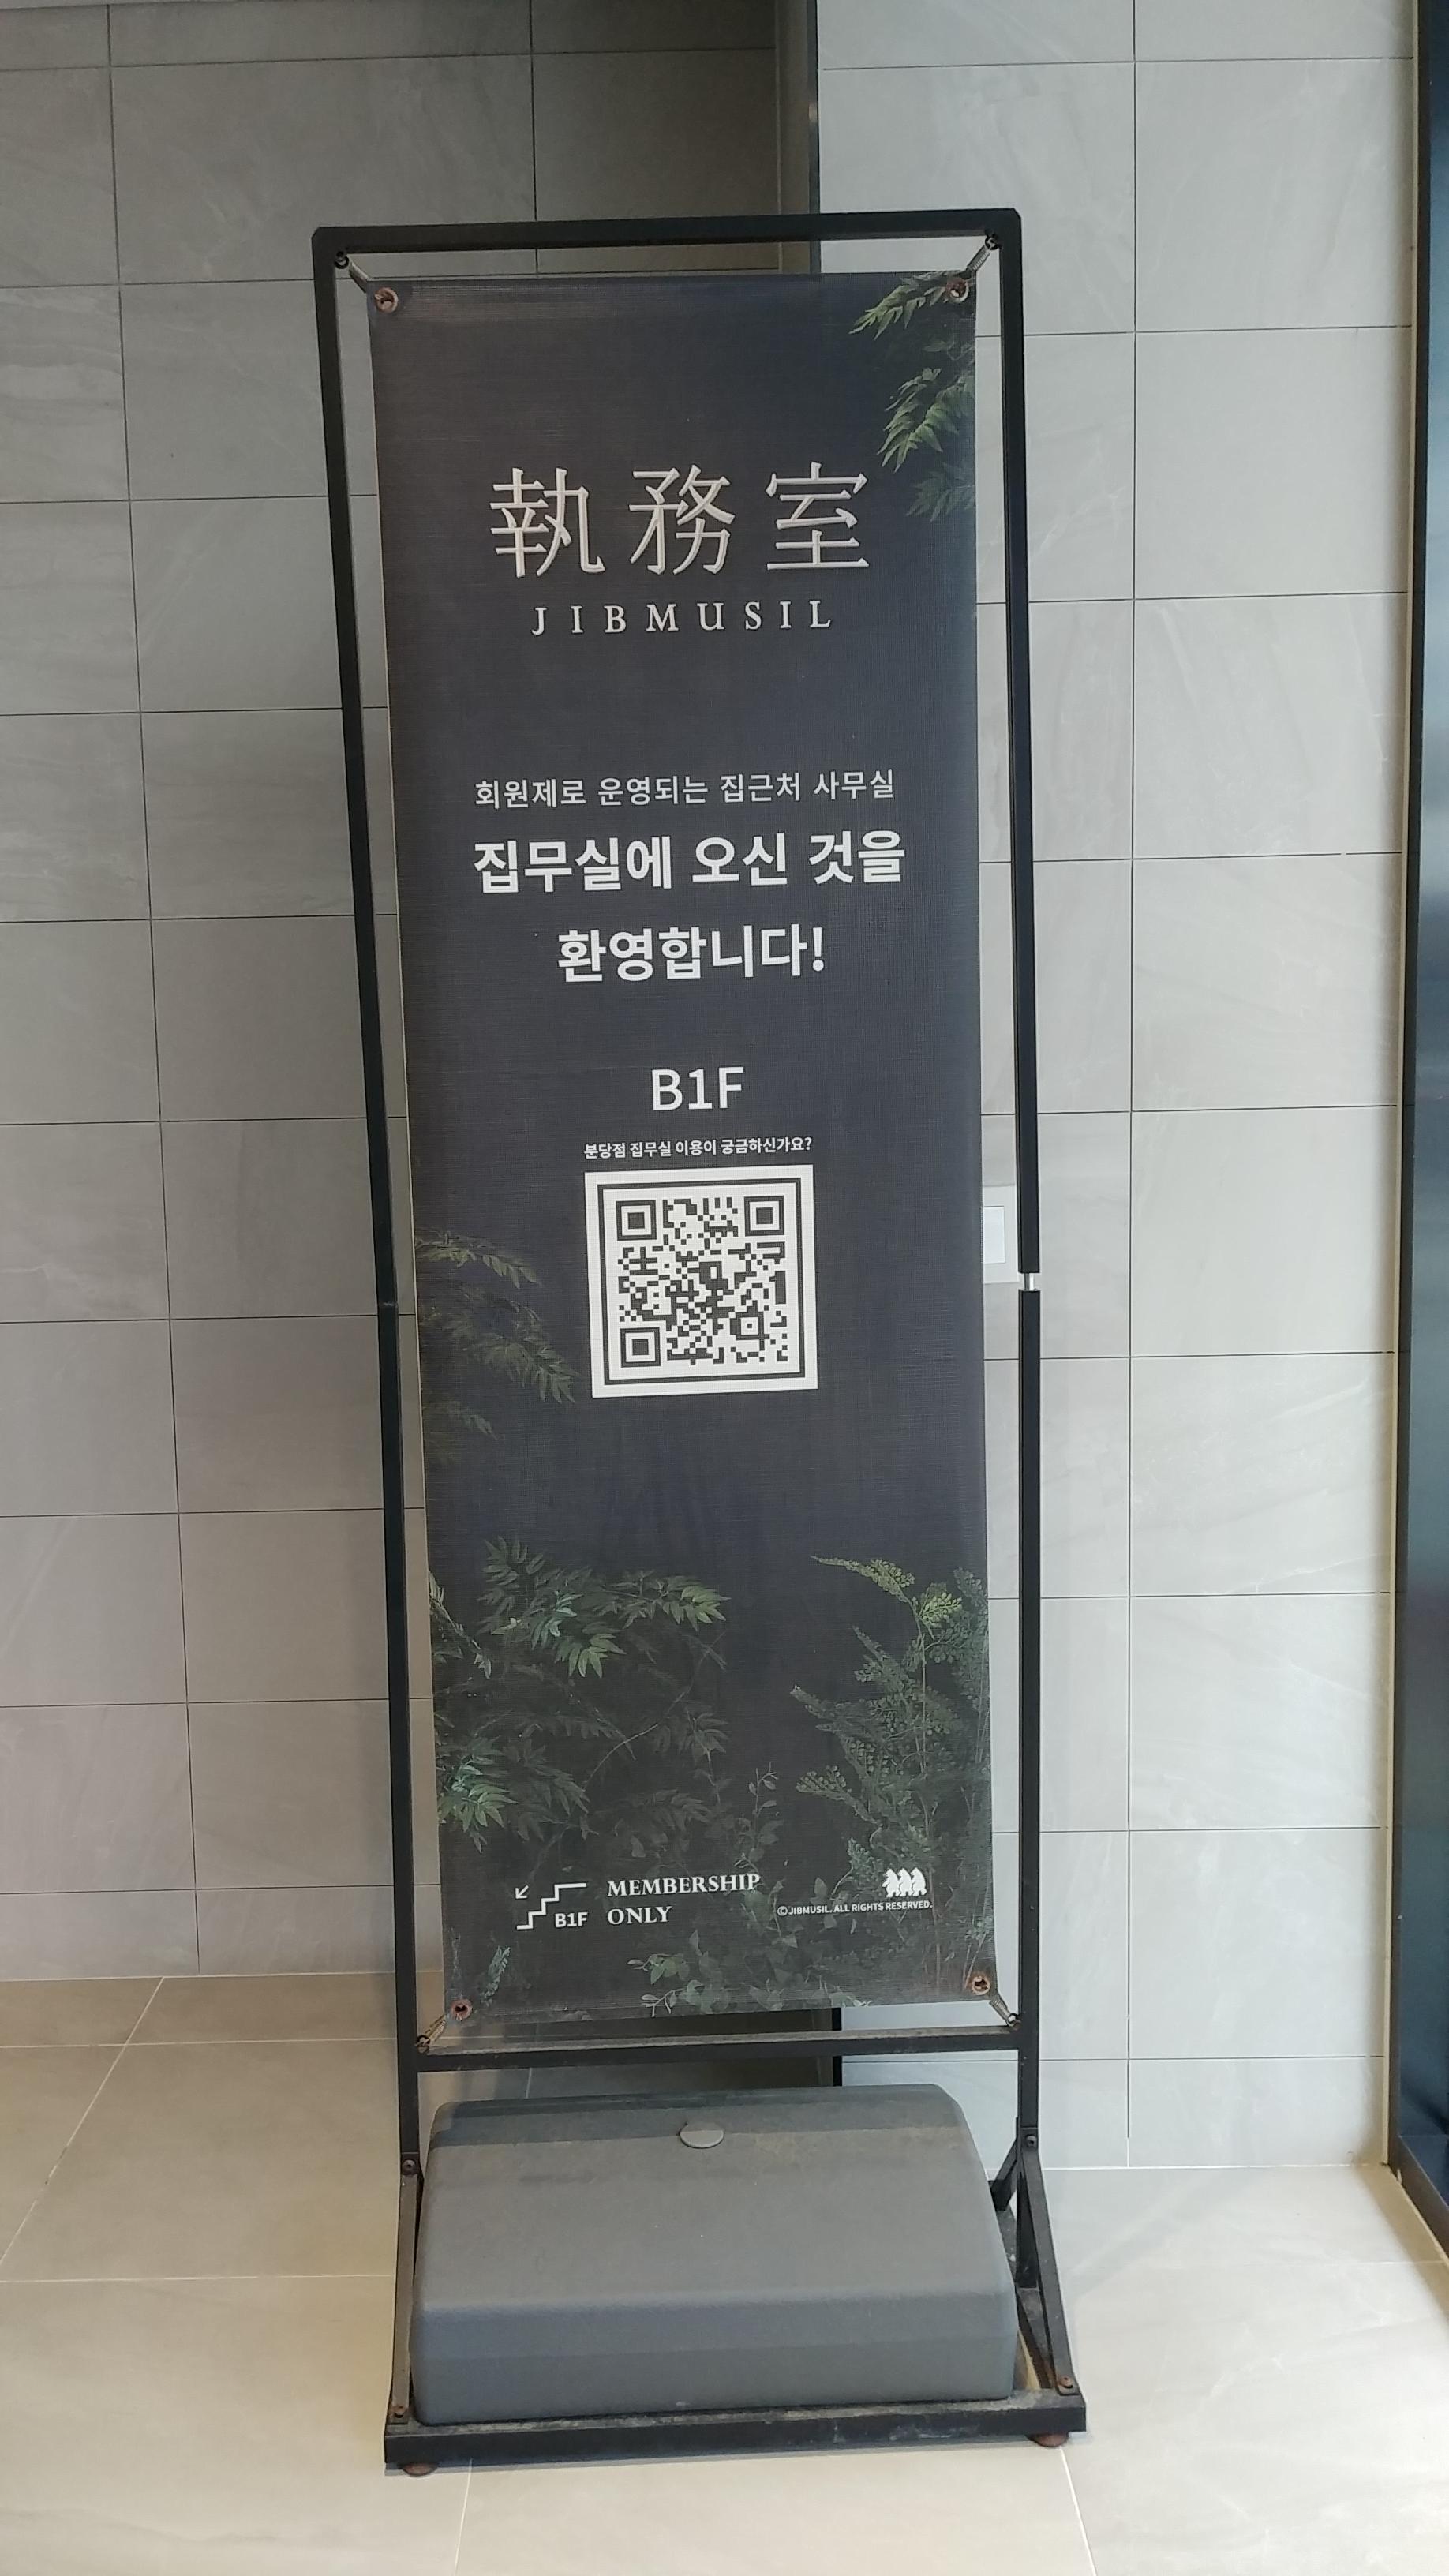 執務室
JIBMUSIL
회원제로 운영되는 집근처 사무실
집무실에 오신 것을
환영합니다!
B1F
분당점 집무실 이용이 궁금하신가요?
B1F
MEMBERSHIP
ONLY
©JIBMUSIL. ALL RIGHTS RESERVED.